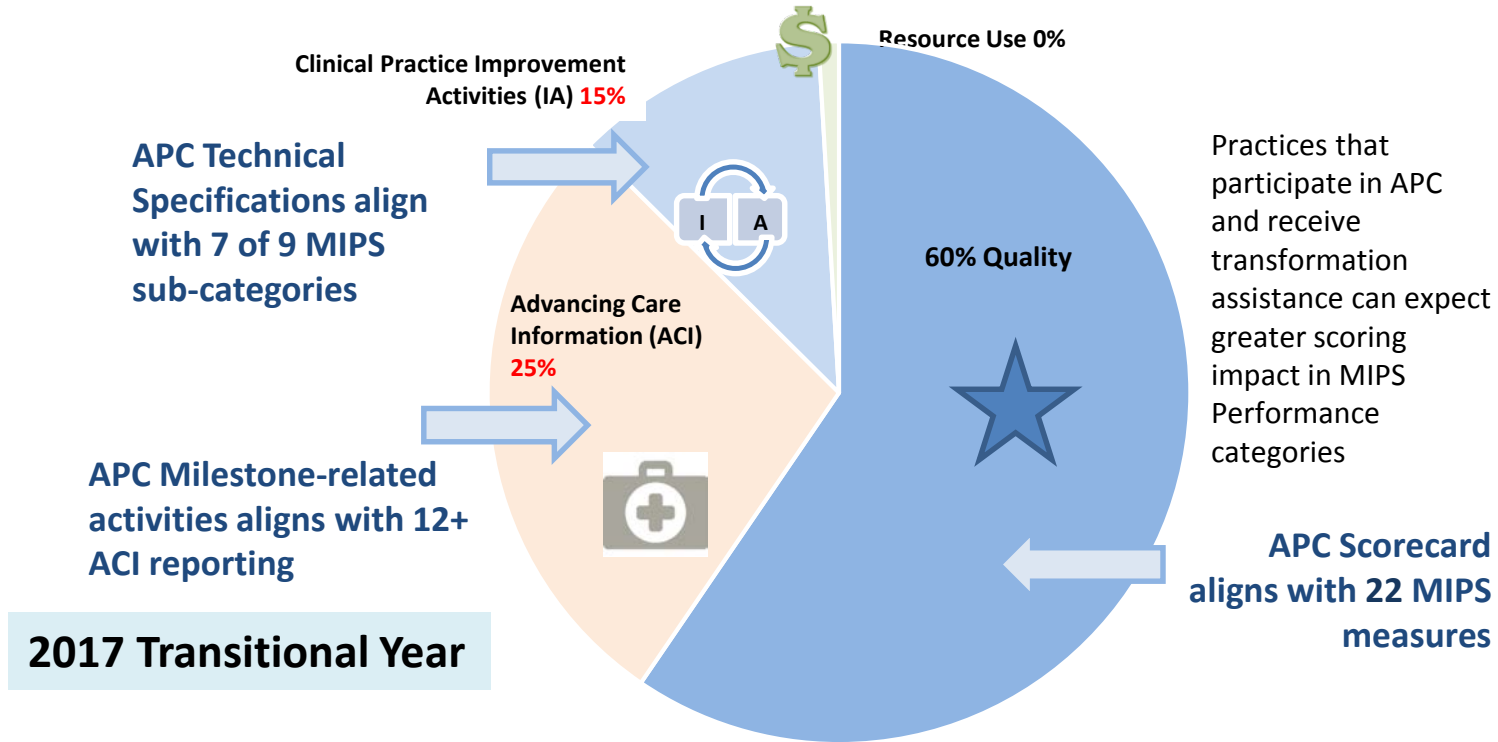 Resource Use 0%
Clinical Practice Improvement
Activities (IA) 15%
APC Technical
Specifications align
with 7 of 9 MIPS
sub-categories
I A
60% Quality
Practices that
participate in APC
and receive
transformation
assistance can expect
greater scoring
impact in MIPS
Performance
categories
Advancing Care
Information (ACI)
25%
APC Milestone-related
activities aligns with 12+
ACI reporting
APC Scorecard
aligns with 22 MIPS
measures
2017 Transitional Year